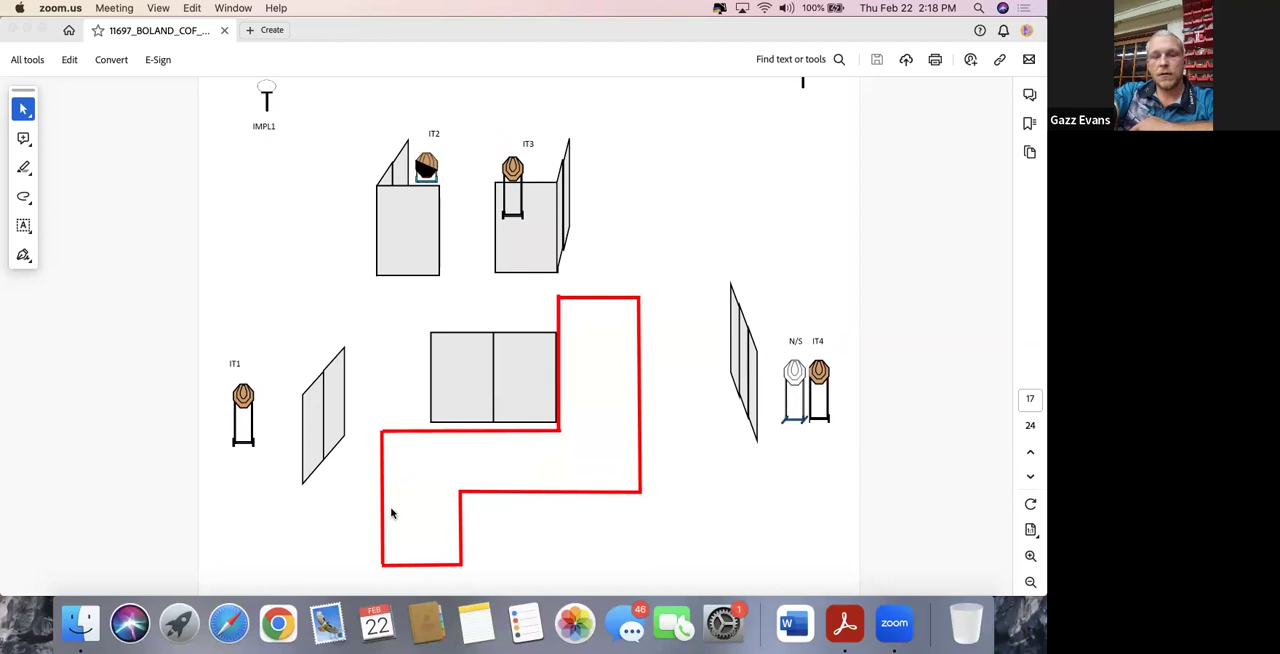 zoom.us Meeting View Edit Window Help 100% Thu Feb 22 2:18 PM
11697_BOLAND_COF_... Create
All tools Edit Convert E-Sign Find text or tools
Gazz Evans
IMPL1
IT2
IT3
IT1
N/S IT4
17
24
1:1
A
FEB
22
46
1
W
zoom